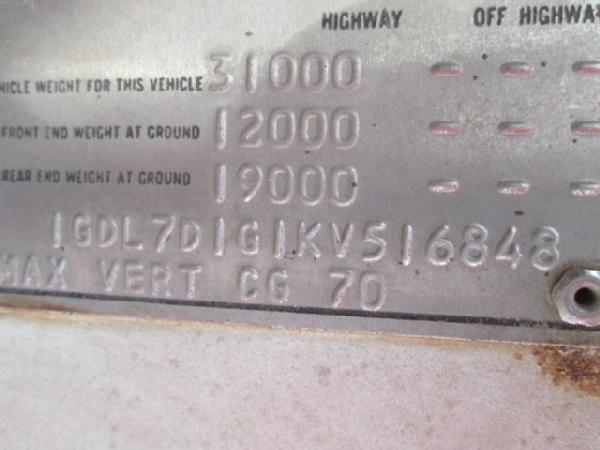 HIGHWAY OFF HIGHWA
HICLE WEIGHT FOR THIS VEHICLE 31000 - - -
FRONT END WEIGHT AT GROUND 12000 - - -
REAR END WEIGHT AT GROUND 19000 - - -
1GDL7D1G1KV516848
MAX VERT CG 70